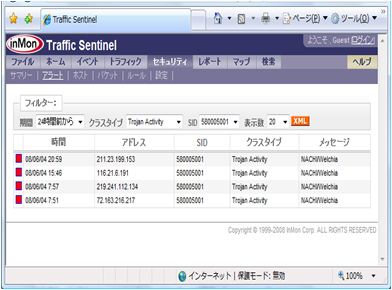 Traffic Sentinel
ページ(P) ツール(O)
inMon Traffic Sentinel
ようこそ, Guest ログイン
ファイル ホーム イベント トラフィック セキュリティ レポート マップ 検索 ヘルプ
サマリー | アラート | ホスト | パケット | ルール | 設定 |
フィルター:
期間 24時間前から クラスタイプ Trojan Activity SID 580005001 表示数 20 XML
時間 アドレス SID クラスタイプ メッセージ
08/06/04 20:59 211.23.199.153 580005001 Trojan Activity NACHI/Welchia
08/06/04 15:46 116.21.6.191 580005001 Trojan Activity NACHI/Welchia
08/06/04 7:57 219.241.112.134 580005001 Trojan Activity NACHI/Welchia
08/06/04 7:51 72.163.216.217 580005001 Trojan Activity NACHI/Welchia
Copyright © 1999-2008 InMon Corp. ALL RIGHTS RESERVED
インターネット | 保護モード: 無効 100%